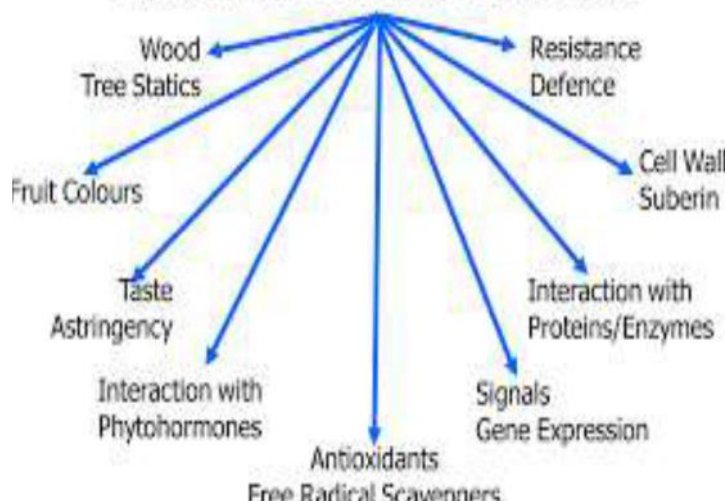 Wood
Tree Statics
Resistance
Defence
Fruit Colours
Cell Wall
Suberin
Taste
Astringency
Interaction with
Proteins/Enzymes
Interaction with
Phytohormones
Signals
Gene Expression
Antioxidants
Free Radical Scavengers